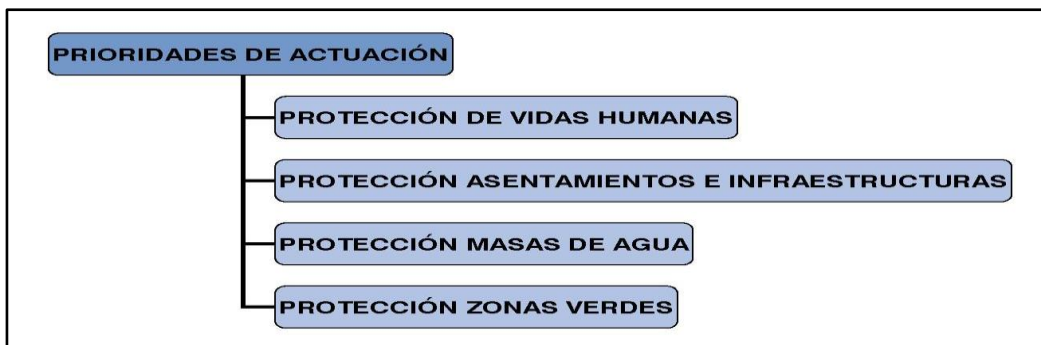 PRIORIDADES DE ACTUACIÓN
PROTECCIÓN DE VIDAS HUMANAS
PROTECCIÓN ASENTAMIENTOS E INFRAESTRUCTURAS
PROTECCIÓN MASAS DE AGUA
PROTECCIÓN ZONAS VERDES